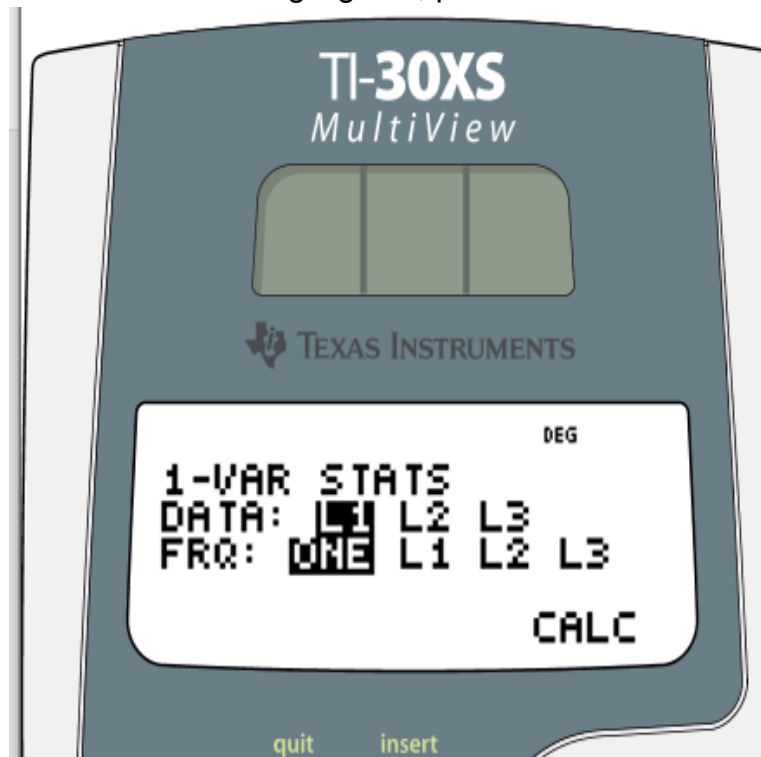 TI-30XS
MultiView
TEXAS INSTRUMENTS
DEG
1-VAR STATS
DATA: L1 L2 L3
FRQ: ONE L1 L2 L3
CALC
quit insert